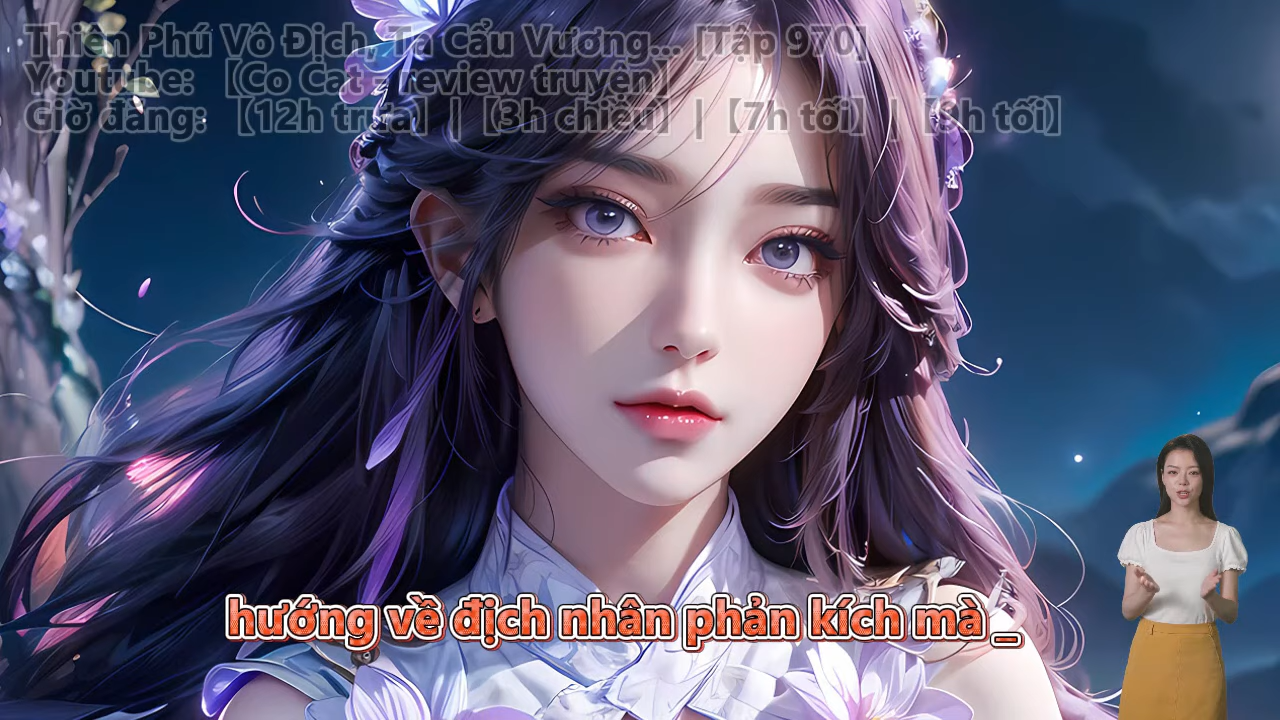 Thiên Phú Vô Địch, Ta Cẩu Vương... [Tập 970]
Youtube: [Co Cat - review truyện]
Giờ đăng: [12h trưa] | [3h chiều] | [7h tối] | [h tối]
hướng về địch nhân phản kích mà _